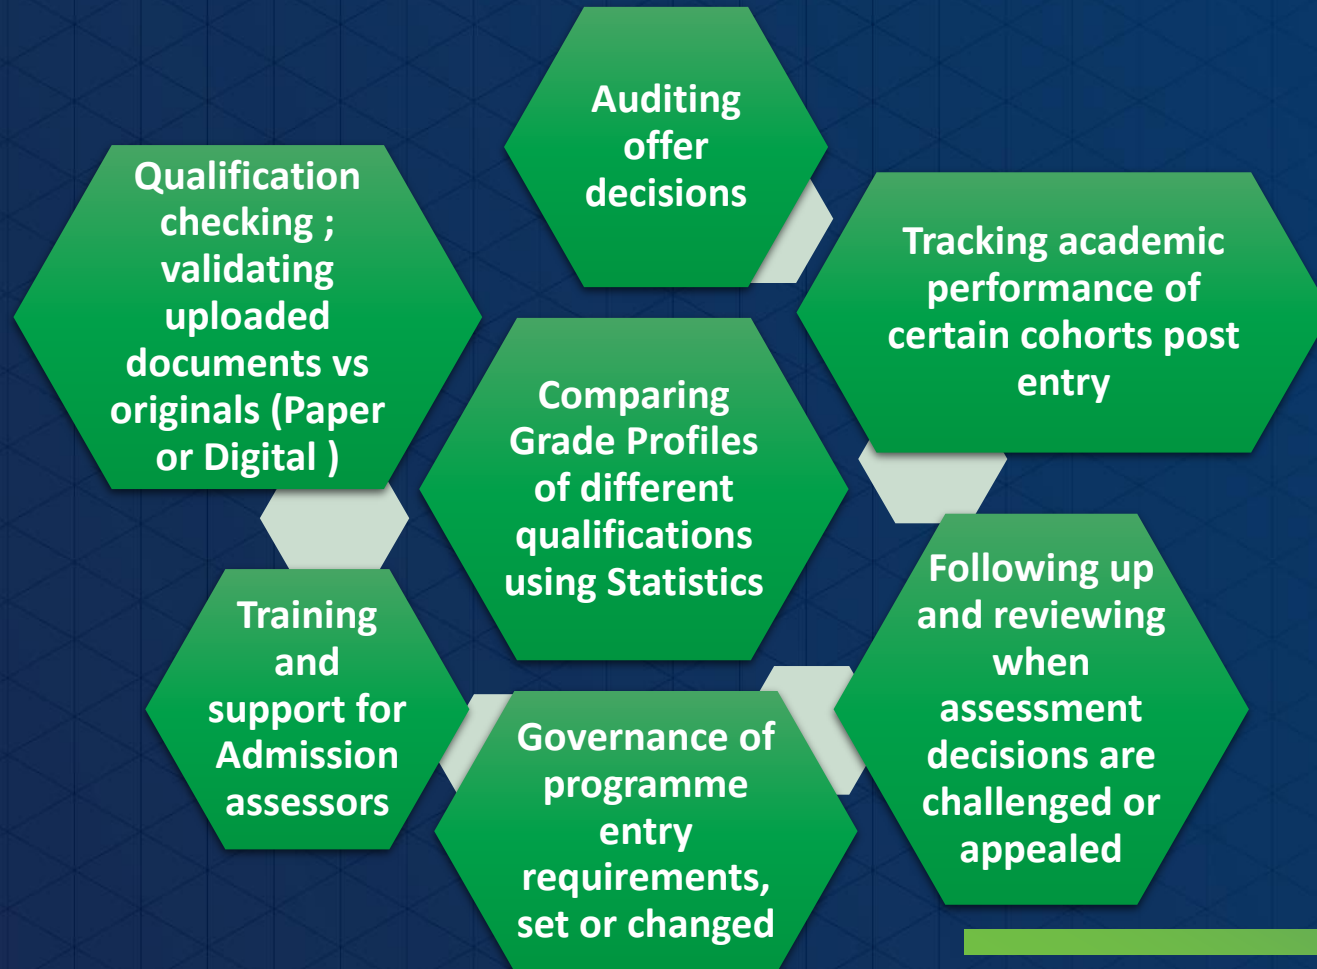 Auditing
offer
decisions
Qualification
checking ;
validating
uploaded
documents vs
originals (Paper
or Digital )
Tracking academic
performance of
certain cohorts post
entry
Comparing
Grade Profiles
of different
qualifications
using Statistics
Following up
and reviewing
when
assessment
decisions are
challenged or
appealed
Training
and
support for
Admission
assessors
Governance of
programme
entry
requirements,
set or changed